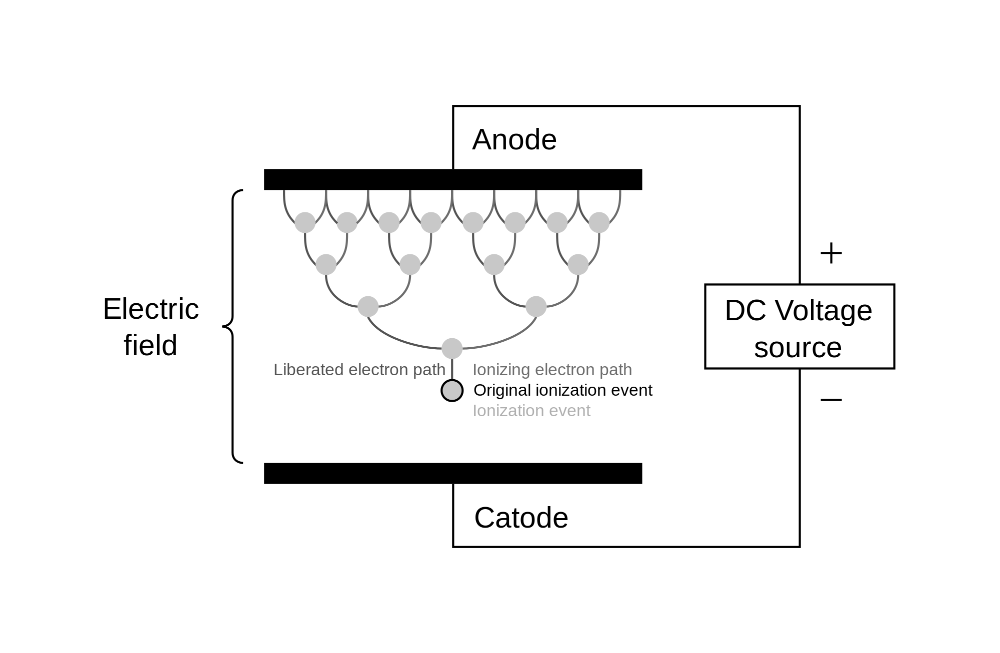 Anode
+
Electric
field
DC Voltage
source
Liberated electron path
Ionizing electron path
Original ionization event
Ionization event
−
Catode